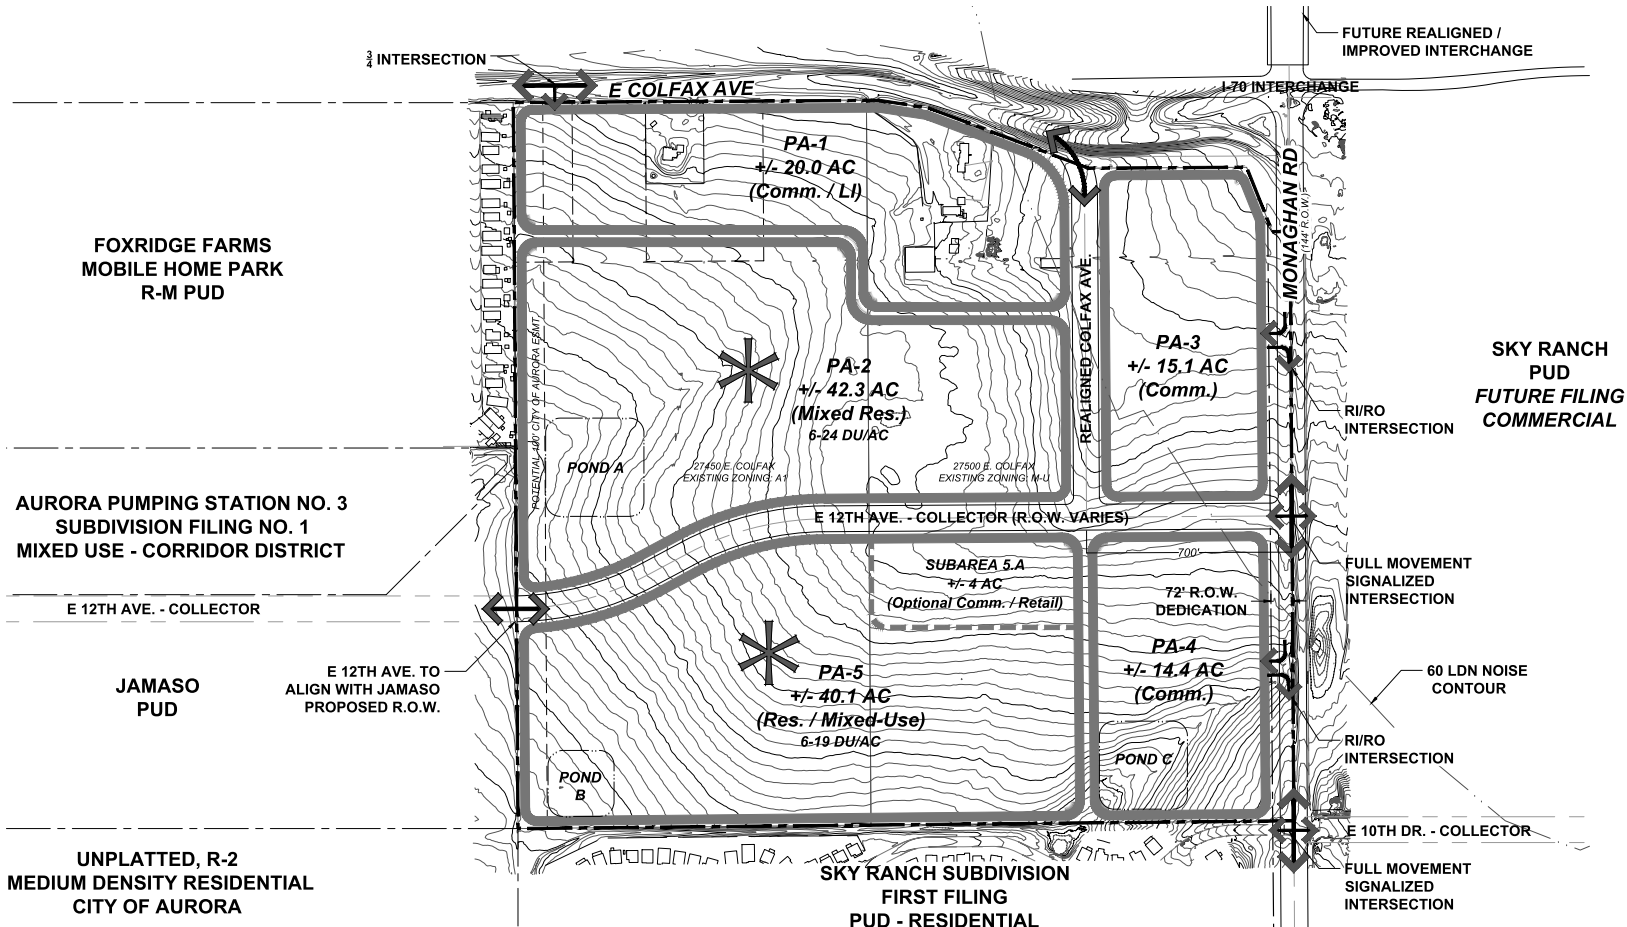 FUTURE REALIGNED /
IMPROVED INTERCHANGE
3/4 INTERSECTION
E COLFAX AVE
I-70 INTERCHANGE
PA-1
+/- 20.0 AC
(Comm. / LI)
MONAGHAN RD
(144' R.O.W.)
FOXRIDGE FARMS
MOBILE HOME PARK
R-M PUD
POTENTIAL 100' CITY OF AURORA ESMT.
REALIGNED COLFAX AVE.
PA-2
+/- 42.3 AC
(Mixed Res.)
6-24 DU/AC
PA-3
+/- 15.1 AC
(Comm.)
SKY RANCH
PUD
FUTURE FILING
COMMERCIAL
RI/RO
INTERSECTION
POND A
27450 E. COLFAX
EXISTING ZONING: A1
27500 E. COLFAX
EXISTING ZONING: M-U
AURORA PUMPING STATION NO. 3
SUBDIVISION FILING NO. 1
MIXED USE - CORRIDOR DISTRICT
E 12TH AVE. - COLLECTOR (R.O.W. VARIES)
700'
SUBAREA 5.A
+/- 4 AC
(Optional Comm. / Retail)
72' R.O.W.
DEDICATION
FULL MOVEMENT
SIGNALIZED
INTERSECTION
E 12TH AVE. - COLLECTOR
E 12TH AVE. TO
ALIGN WITH JAMASO
PROPOSED R.O.W.
JAMASO
PUD
PA-5
+/- 40.1 AC
(Res. / Mixed-Use)
6-19 DU/AC
PA-4
+/- 14.4 AC
(Comm.)
60 LDN NOISE
CONTOUR
RI/RO
INTERSECTION
POND
B
POND C
E 10TH DR. - COLLECTOR
FULL MOVEMENT
SIGNALIZED
INTERSECTION
UNPLATTED, R-2
MEDIUM DENSITY RESIDENTIAL
CITY OF AURORA
SKY RANCH SUBDIVISION
FIRST FILING
PUD - RESIDENTIAL